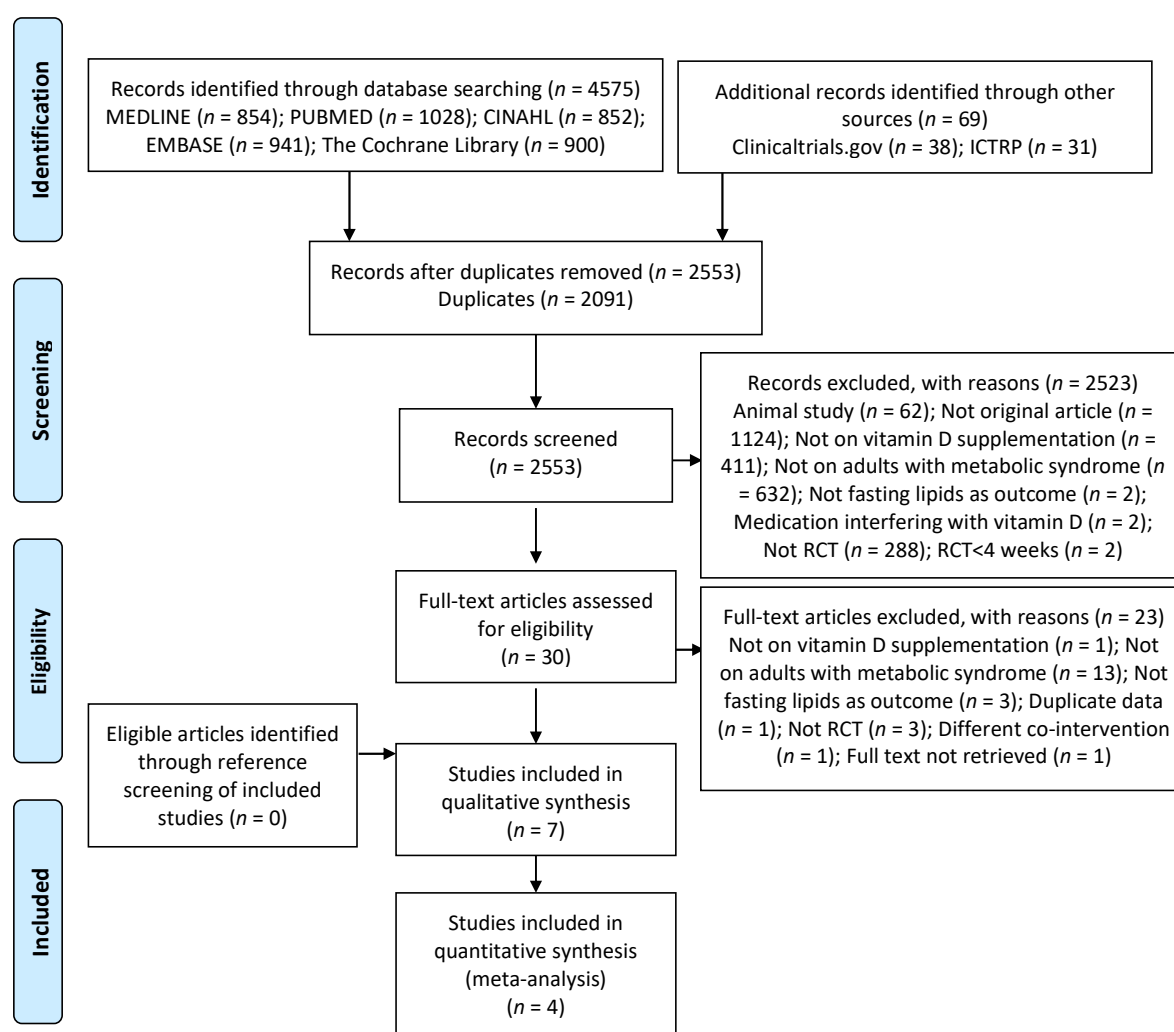 Identification
Records identified through database searching (n = 4575)
MEDLINE (n = 854); PUBMED (n = 1028); CINAHL (n = 852);
EMBASE (n = 941); The Cochrane Library (n = 900)
Additional records identified through other
sources (n = 69)
Clinicaltrials.gov (n = 38); ICTRP (n = 31)
Records after duplicates removed (n = 2553)
Duplicates (n = 2091)
Screening
Records screened
(n = 2553)
Records excluded, with reasons (n = 2523)
Animal study (n = 62); Not original article (n =
1124); Not on vitamin D supplementation (n =
411); Not on adults with metabolic syndrome (n
= 632); Not fasting lipids as outcome (n = 2);
Medication interfering with vitamin D (n = 2);
Not RCT (n = 288); RCT<4 weeks (n = 2)
Eligibility
Full-text articles assessed
for eligibility
(n = 30)
Full-text articles excluded, with reasons (n = 23)
Not on vitamin D supplementation (n = 1); Not
on adults with metabolic syndrome (n = 13); Not
fasting lipids as outcome (n = 3); Duplicate data
(n = 1); Not RCT (n = 3); Different co-intervention
(n = 1); Full text not retrieved (n = 1)
Eligible articles identified
through reference
screening of included
studies (n = 0)
Studies included in
qualitative synthesis
(n = 7)
Included
Studies included in
quantitative synthesis
(meta-analysis)
(n = 4)